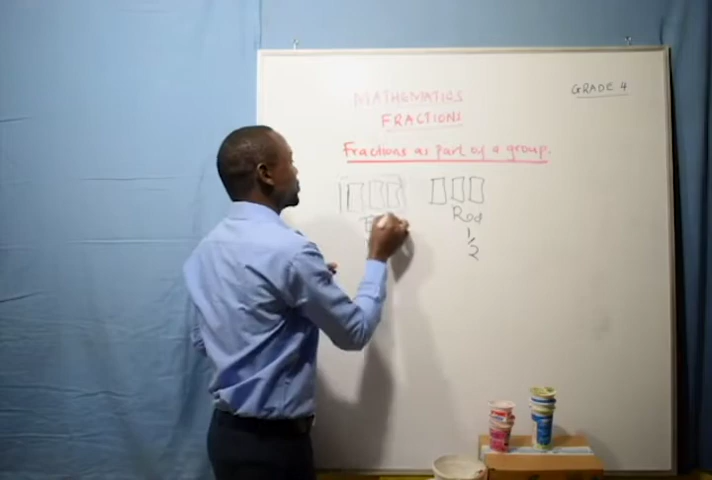 MATHEMATICS
GRADE 4
FRACTIONS
Fractions as part of a group.
Rod
1/2